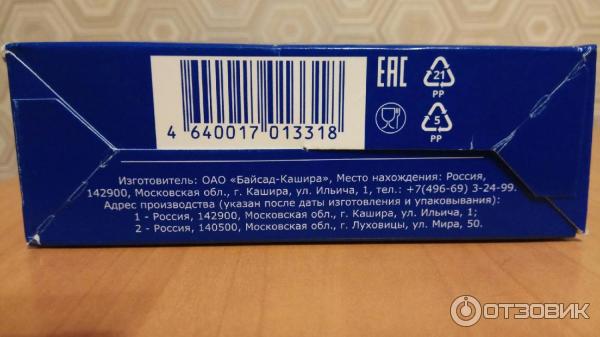 EAC
21
PP
5
PP
4 640017 013318
Изготовитель: ОАО «Байсад-Кашира», Место нахождения: Россия,
142900, Московская обл., г. Кашира, ул. Ильича, 1, тел.: +7(496-69) 3-24-99.
Адрес производства (указан после даты изготовления и упаковывания):
1 - Россия, 142900, Московская обл., г. Кашира, ул. Ильича, 1;
2 - Россия, 140500, Московская обл., г. Луховицы, ул. Мира, 50.
ОТЗОВИК